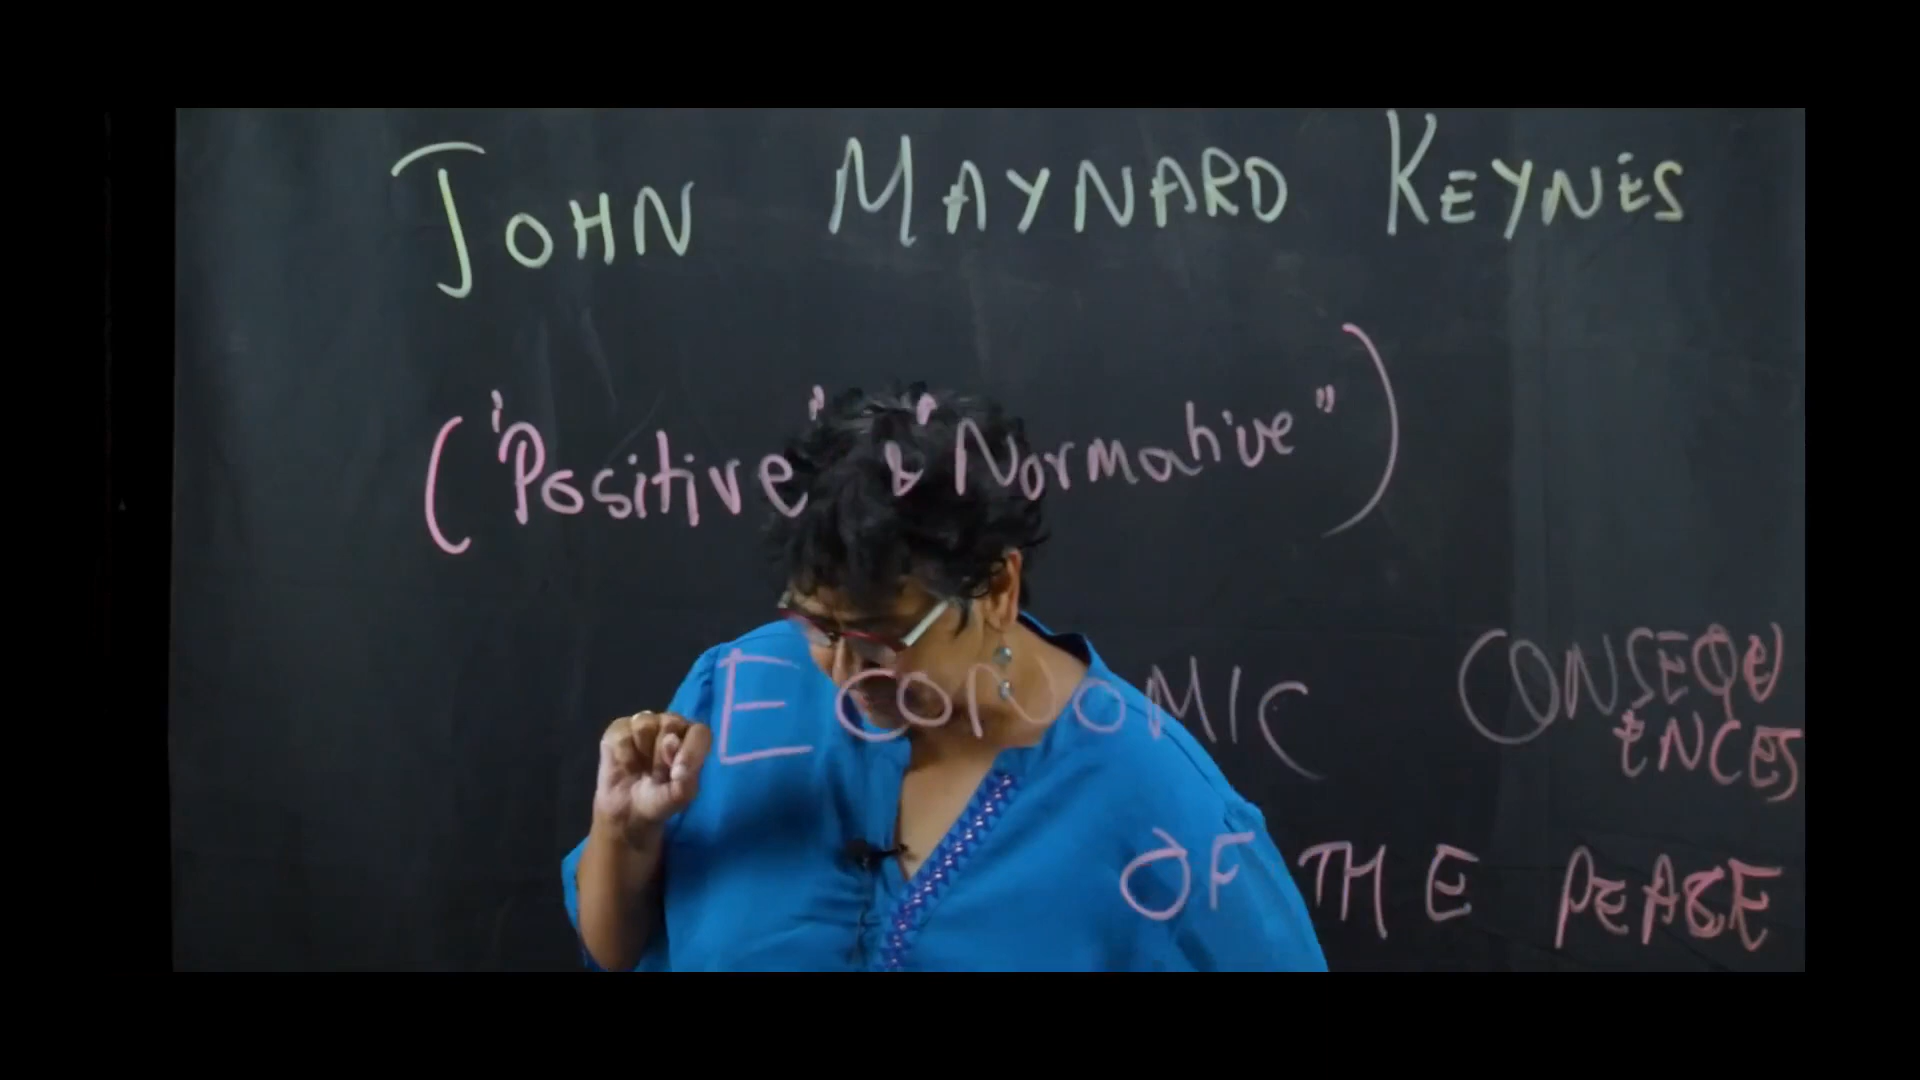 JOHN MAYNARD KEYNES
("Positive" & "Normative")
ECONOMIC CONSEQU
ENCES
OF THE PEACE